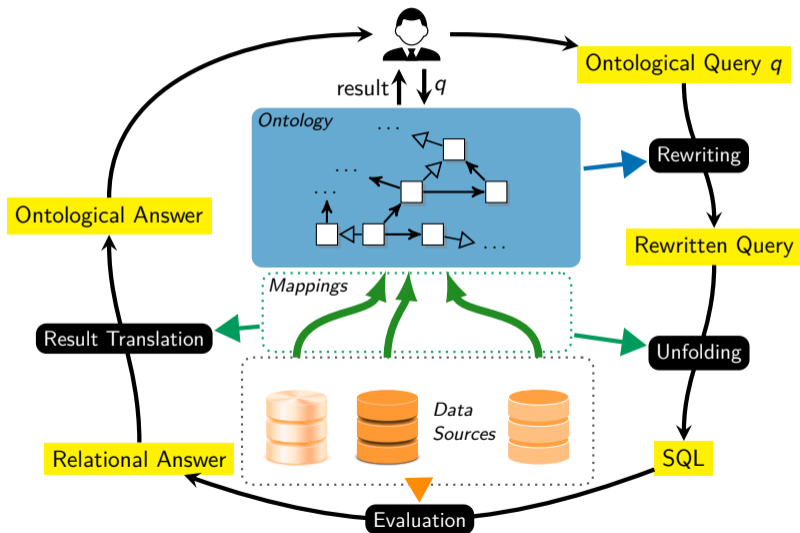 result
q
Ontological Query q
Ontology
. . .
Rewriting
. . .
. . .
Ontological Answer
Rewritten Query
. . .
Mappings
Result Translation
Unfolding
Data
Sources
Relational Answer
SQL
Evaluation